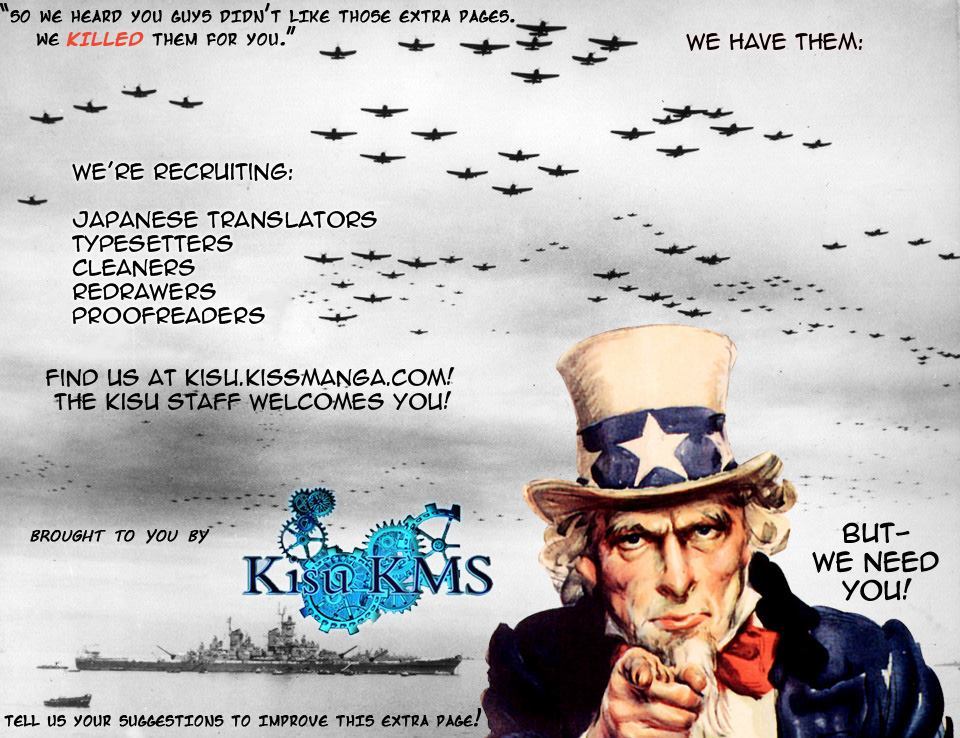 "SO WE HEARD YOU GUYS DIDN'T LIKE THOSE EXTRA PAGES.
WE KILLED THEM FOR YOU."
WE HAVE THEM:
WE'RE RECRUITING:
JAPANESE TRANSLATORS
TYPESETTERS
CLEANERS
REDRAWERS
PROOFREADERS
FIND US AT KISU.KISSMANGA.COM!
THE KISU STAFF WELCOMES YOU!
BROUGHT TO YOU BY
Kisu KMS
BUT-
WE NEED
YOU!
TELL US YOUR SUGGESTIONS TO IMPROVE THIS EXTRA PAGE!